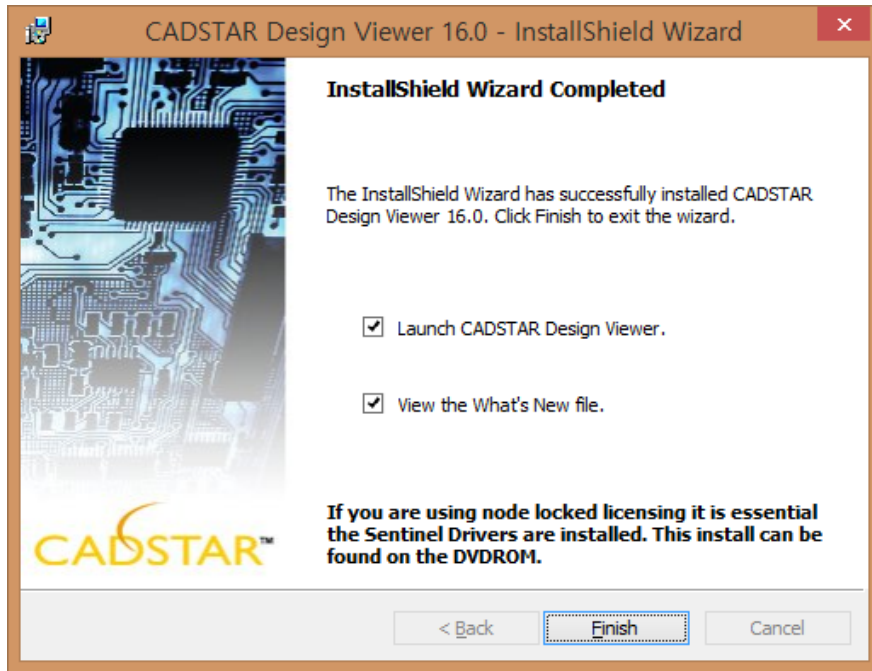 CADSTAR Design Viewer 16.0 - InstallShield Wizard
InstallShield Wizard Completed
The InstallShield Wizard has successfully installed CADSTAR
Design Viewer 16.0. Click Finish to exit the wizard.
Launch CADSTAR Design Viewer.
View the What's New file.
If you are using node locked licensing it is essential
the Sentinel Drivers are installed. This install can be
found on the DVDROM.
CADSTAR™
< Back
Finish
Cancel